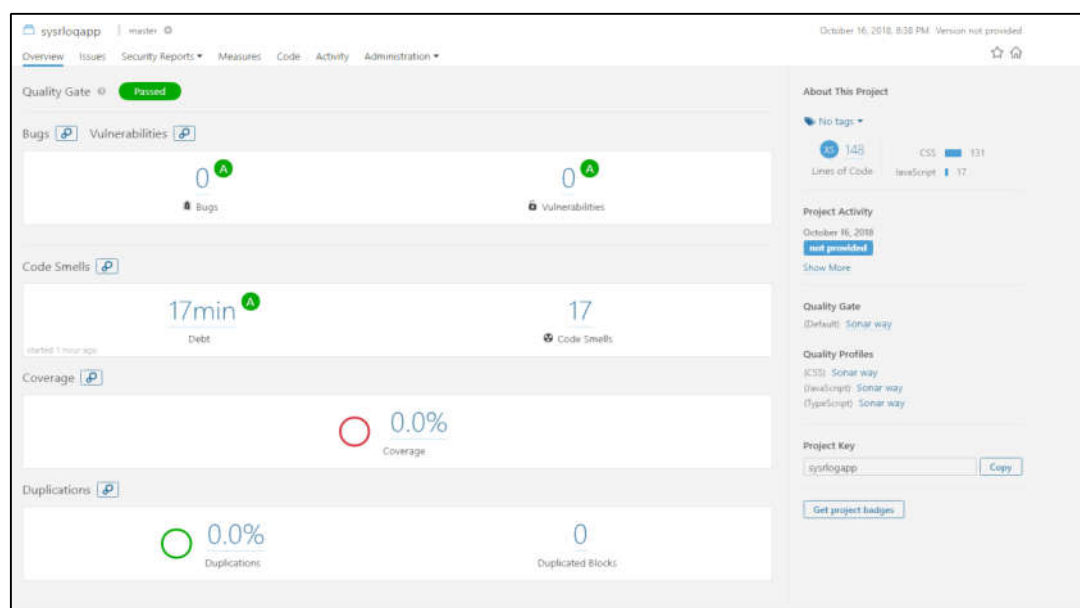 sysrloqapp master
October 16, 2018, 8:38 PM Version not provided
Overview Issues Security Reports Measures Code Activity Administration
Quality Gate Passed
Bugs Vulnerabilities
0 A
Bugs
0 A
Vulnerabilities
Code Smells
17min A
Debt
17
Code Smells
started 1 hour ago
Coverage
0.0%
Coverage
Duplications
0.0%
Duplications
0
Duplicated Blocks
About This Project
No tags
XS 148
Lines of Code
CSS 131
JavaScript 17
Project Activity
October 16, 2018
not provided
Show More
Quality Gate
(Default) Sonar way
Quality Profiles
(CSS) Sonar way
(JavaScript) Sonar way
(TypeScript) Sonar way
Project Key
sysrlogapp Copy
Get project badges